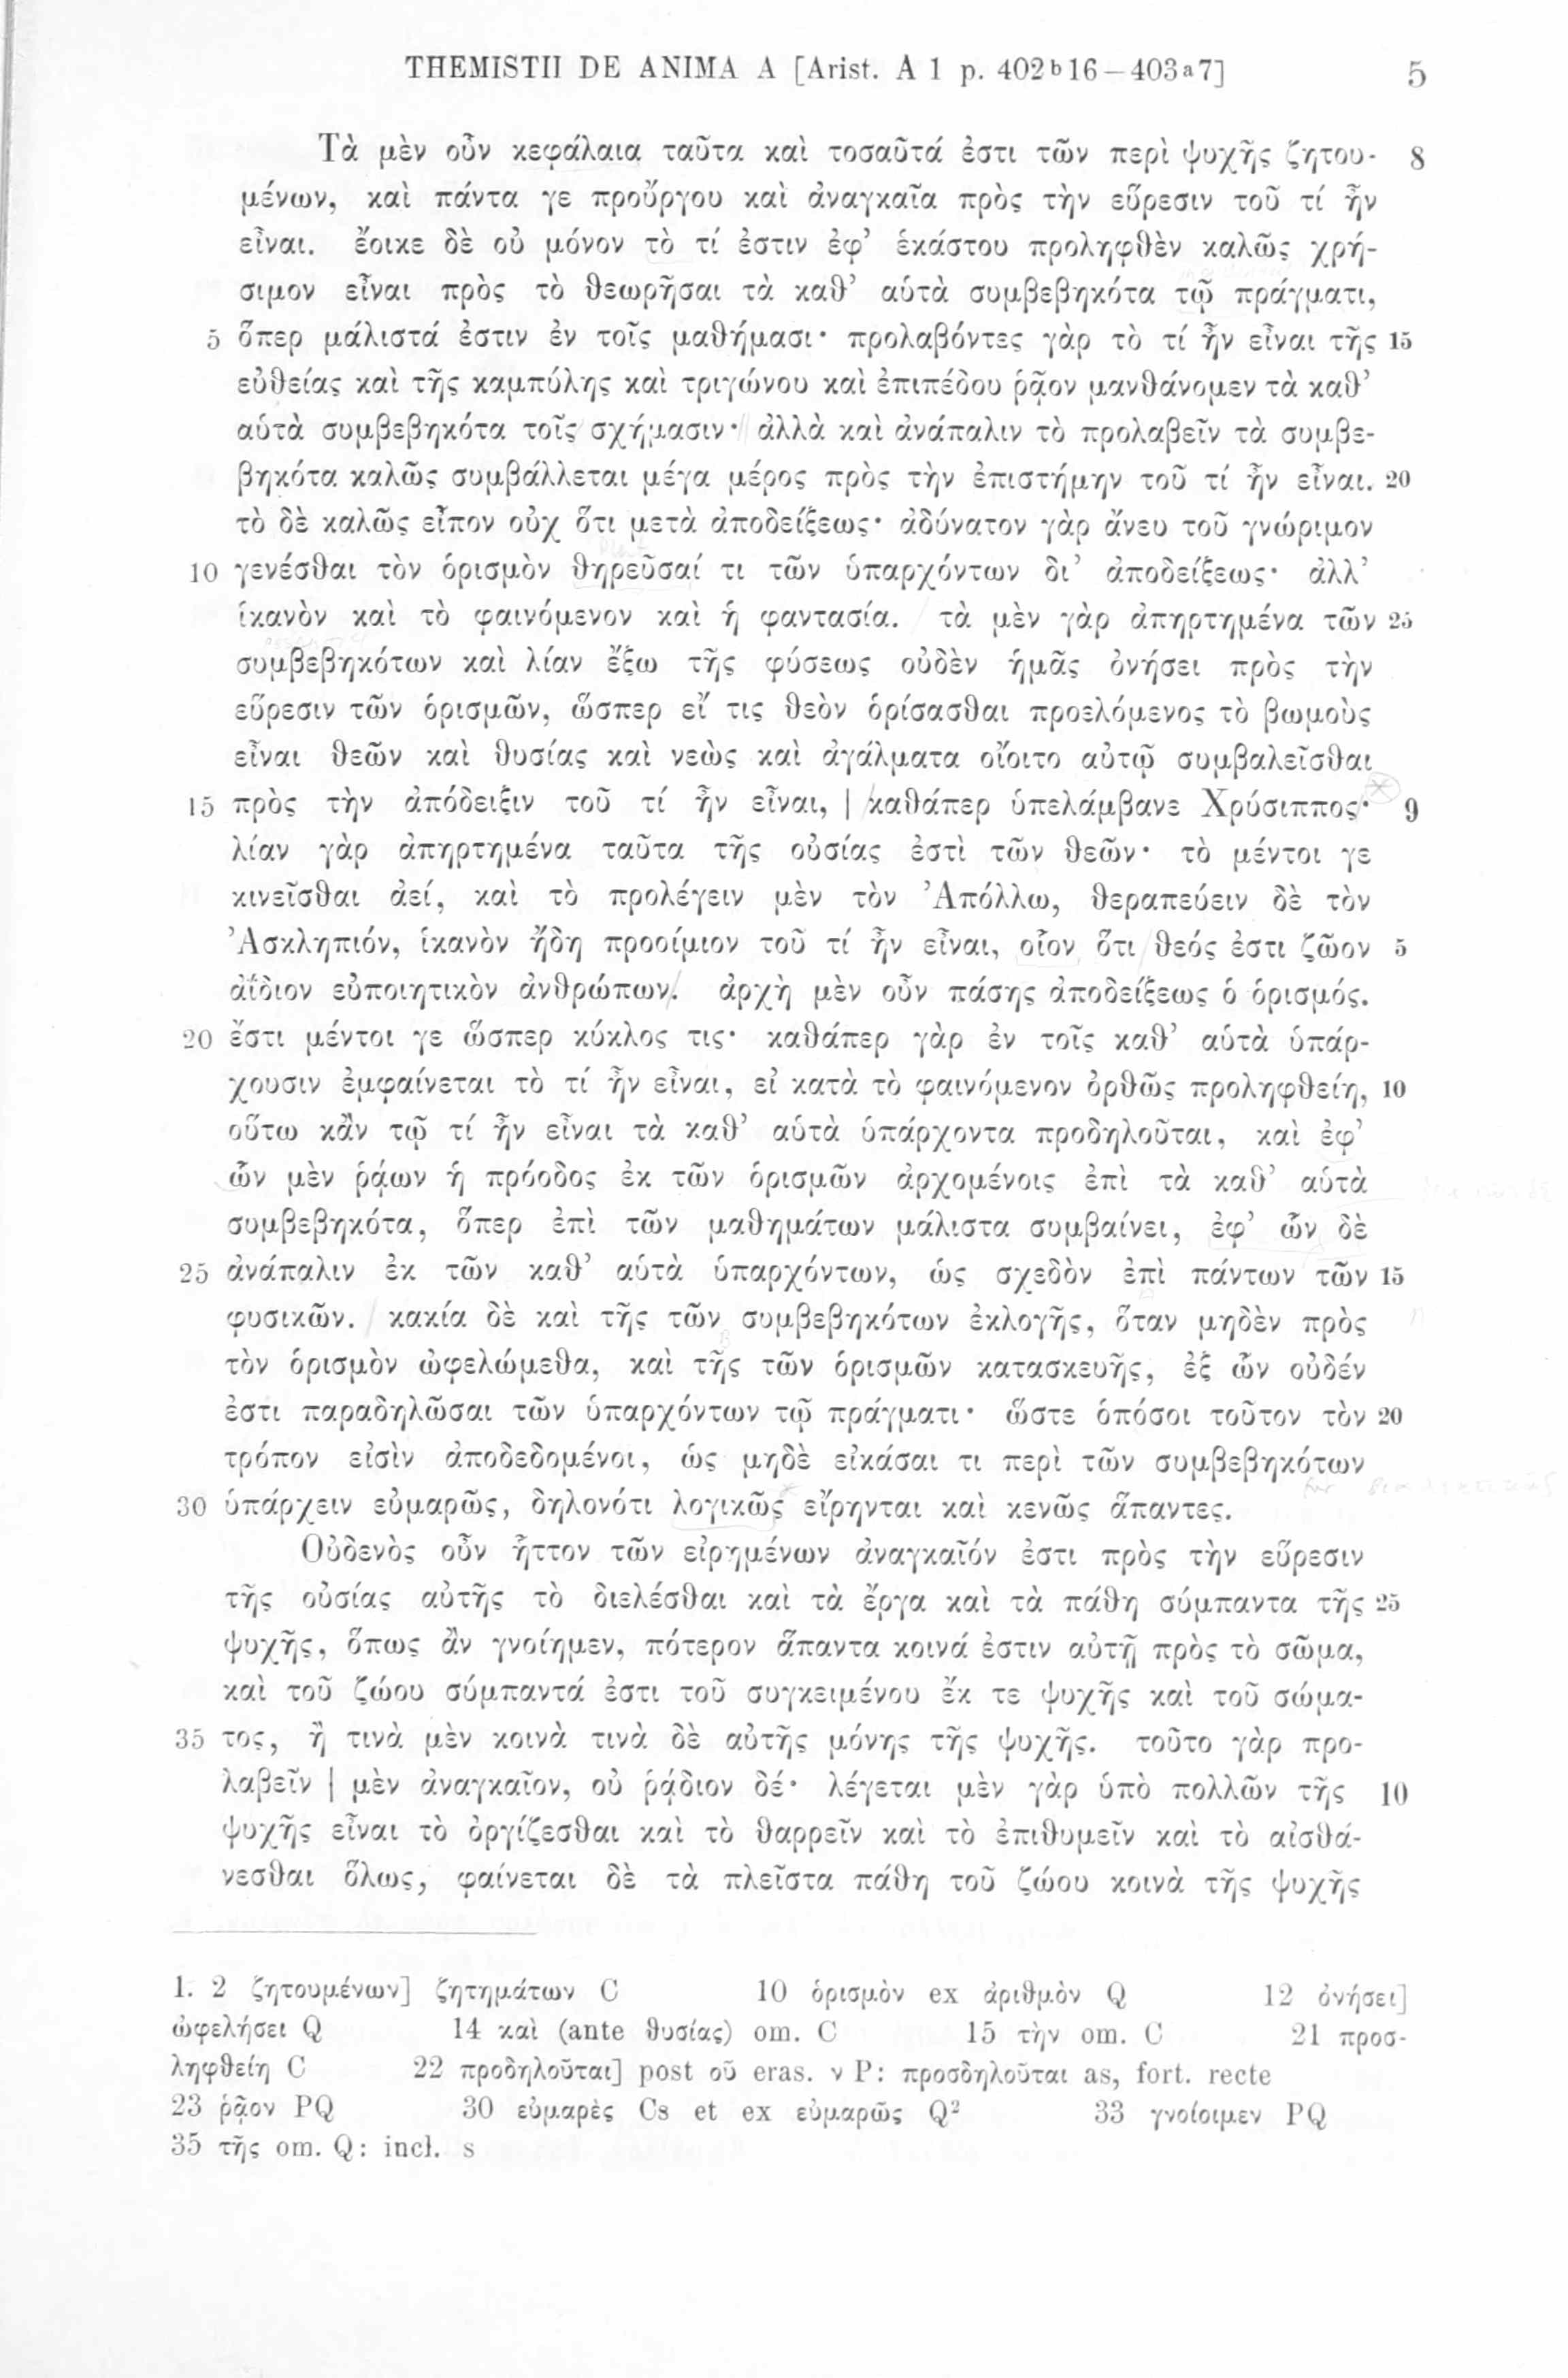 THEMISTII DE ANIMA A [Arist. A 1 p. 402ᵇ16—403ᵃ7] 5
Τὰ μὲν οὖν κεφάλαια ταῦτα καὶ τοσαῦτά ἐστι τῶν περὶ ψυχῆς ζητου- 8
μένων, καὶ πάντα γε προὔργου καὶ ἀναγκαῖα πρὸς τὴν εὕρεσιν τοῦ τί ἦν
εἶναι. ἔοικε δὲ οὐ μόνον τὸ τί ἐστιν ἐφ’ ἑκάστου προληφθὲν καλῶς χρή-
σιμον εἶναι πρὸς τὸ θεωρῆσαι τὰ καθ’ αὑτὰ συμβεβηκότα τῷ πράγματι,
5 ὅπερ μάλιστά ἐστιν ἐν τοῖς μαθήμασι· προλαβόντες γὰρ τὸ τί ἦν εἶναι τῆς 15
εὐθείας καὶ τῆς καμπύλης καὶ τριγώνου καὶ ἐπιπέδου ῥᾷον μανθάνομεν τὰ καθ’
αὑτὰ συμβεβηκότα τοῖς σχήμασιν· ἀλλὰ καὶ ἀνάπαλιν τὸ προλαβεῖν τὰ συμβε-
βηκότα καλῶς συμβάλλεται μέγα μέρος πρὸς τὴν ἐπιστήμην τοῦ τί ἦν εἶναι. 20
τὸ δὲ καλῶς εἶπον οὐχ ὅτι μετὰ ἀποδείξεως· ἀδύνατον γὰρ ἄνευ τοῦ γνώριμον
10 γενέσθαι τὸν ὁρισμὸν θηρεῦσαί τι τῶν ὑπαρχόντων δι’ ἀποδείξεως· ἀλλ’
ἱκανὸν καὶ τὸ φαινόμενον καὶ ἡ φαντασία. τὰ μὲν γὰρ ἀπηρτημένα τῶν 25
συμβεβηκότων καὶ λίαν ἔξω τῆς φύσεως οὐδὲν ἡμᾶς ὀνήσει πρὸς τὴν
εὕρεσιν τῶν ὁρισμῶν, ὥσπερ εἴ τις θεὸν ὁρίσασθαι προελόμενος τὸ βωμοὺς
εἶναι θεῶν καὶ θυσίας καὶ νεὼς καὶ ἀγάλματα οἴοιτο αὐτῷ συμβαλεῖσθαι
15 πρὸς τὴν ἀπόδειξιν τοῦ τί ἦν εἶναι, | καθάπερ ὑπελάμβανε Χρύσιππος· 9
λίαν γὰρ ἀπηρτημένα ταῦτα τῆς οὐσίας ἐστὶ τῶν θεῶν· τὸ μέντοι γε
κινεῖσθαι ἀεί, καὶ τὸ προλέγειν μὲν τὸν Ἀπόλλω, θεραπεύειν δὲ τὸν
Ἀσκληπιόν, ἱκανὸν ἤδη προοίμιον τοῦ τί ἦν εἶναι, οἷον ὅτι θεός ἐστι ζῶον 5
ἀΐδιον εὐποιητικὸν ἀνθρώπων. ἀρχὴ μὲν οὖν πάσης ἀποδείξεως ὁ ὁρισμός.
20 ἔστι μέντοι γε ὥσπερ κύκλος τις· καθάπερ γὰρ ἐν τοῖς καθ’ αὑτὰ ὑπάρ-
χουσιν ἐμφαίνεται τὸ τί ἦν εἶναι, εἰ κατὰ τὸ φαινόμενον ὀρθῶς προληφθείη, 10
οὕτω κἂν τῷ τί ἦν εἶναι τὰ καθ’ αὑτὰ ὑπάρχοντα προδηλοῦται, καὶ ἐφ’
ὧν μὲν ῥᾴων ἡ πρόοδος ἐκ τῶν ὁρισμῶν ἀρχομένοις ἐπὶ τὰ καθ’ αὑτὰ
συμβεβηκότα, ὅπερ ἐπὶ τῶν μαθημάτων μάλιστα συμβαίνει, ἐφ’ ὧν δὲ
25 ἀνάπαλιν ἐκ τῶν καθ’ αὑτὰ ὑπαρχόντων, ὡς σχεδὸν ἐπὶ πάντων τῶν 15
φυσικῶν. κακία δὲ καὶ τῆς τῶν συμβεβηκότων ἐκλογῆς, ὅταν μηδὲν πρὸς
τὸν ὁρισμὸν ὠφελώμεθα, καὶ τῆς τῶν ὁρισμῶν κατασκευῆς, ἐξ ὧν οὐδέν
ἐστι παραδηλῶσαι τῶν ὑπαρχόντων τῷ πράγματι· ὥστε ὁπόσοι τοῦτον τὸν 20
τρόπον εἰσὶν ἀποδεδομένοι, ὡς μηδὲ εἰκάσαι τι περὶ τῶν συμβεβηκότων
30 ὑπάρχειν εὐμαρῶς, δηλονότι λογικῶς εἴρηνται καὶ κενῶς ἅπαντες.
Οὐδενὸς οὖν ἧττον τῶν εἰρημένων ἀναγκαῖόν ἐστι πρὸς τὴν εὕρεσιν
τῆς οὐσίας αὐτῆς τὸ διελέσθαι καὶ τὰ ἔργα καὶ τὰ πάθη σύμπαντα τῆς 25
ψυχῆς, ὅπως ἂν γνοίημεν, πότερον ἅπαντα κοινά ἐστιν αὐτῇ πρὸς τὸ σῶμα,
καὶ τοῦ ζώου σύμπαντά ἐστι τοῦ συγκειμένου ἔκ τε ψυχῆς καὶ τοῦ σώμα-
35 τος, ἢ τινὰ μὲν κοινὰ τινὰ δὲ αὐτῆς μόνης τῆς ψυχῆς. τοῦτο γὰρ προ-
λαβεῖν | μὲν ἀναγκαῖον, οὐ ῥᾴδιον δέ· λέγεται μὲν γὰρ ὑπὸ πολλῶν τῆς 10
ψυχῆς εἶναι τὸ ὀργίζεσθαι καὶ τὸ θαρρεῖν καὶ τὸ ἐπιθυμεῖν καὶ τὸ αἰσθά-
νεσθαι ὅλως, φαίνεται δὲ τὰ πλεῖστα πάθη τοῦ ζώου κοινὰ τῆς ψυχῆς
1. 2 ζητουμένων] ζητημάτων C 10 ὁρισμὸν ex ἀριθμὸν Q 12 ὀνήσει]
ὠφελήσει Q 14 καὶ (ante θυσίας) om. C 15 τὴν om. C 21 προσ-
ληφθείη C 22 προδηλοῦται] post οῦ eras. ν P: προσδηλοῦται as, fort. recte
23 ῥᾷον PQ 30 εὐμαρὲς Cs et ex εὐμαρῶς Q² 33 γνοίοιμεν PQ
35 τῆς om. Q: incl. s